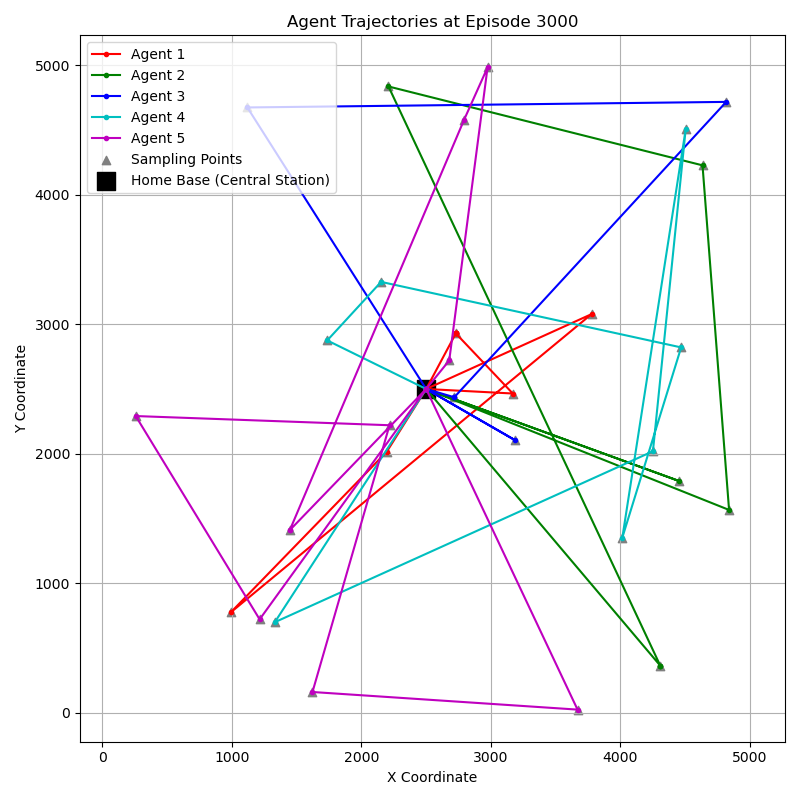 Agent Trajectories at Episode 3000
Agent 1
Agent 2
Agent 3
Agent 4
Agent 5
Sampling Points
Home Base (Central Station)
5000
4000
3000
2000
1000
0
Y Coordinate
0 1000 2000 3000 4000 5000
X Coordinate